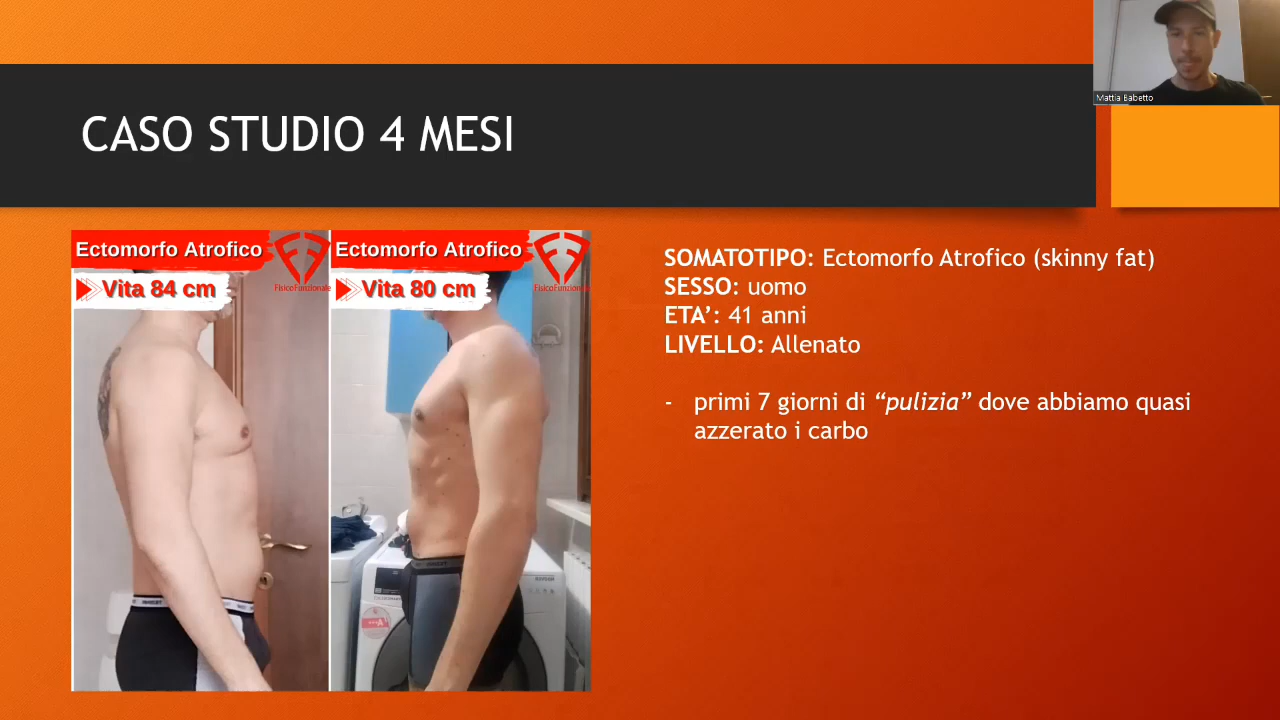 Mattia Babetto
CASO STUDIO 4 MESI
Ectomorfo Atrofico
Vita 84 cm
FisicoFunzionale
Ectomorfo Atrofico
Vita 80 cm
FisicoFunzionale
SOMATOTIPO: Ectomorfo Atrofico (skinny fat)
SESSO: uomo
ETA’: 41 anni
LIVELLO: Allenato
- primi 7 giorni di “pulizia” dove abbiamo quasi
azzerato i carbo